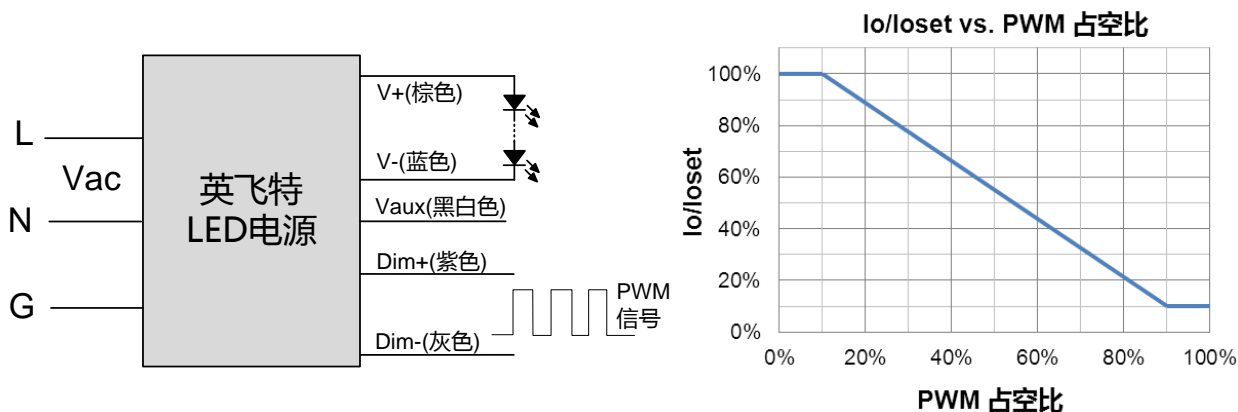 L
Vac
N
G
英飞特
LED电源
V+(棕色)
V-(蓝色)
Vaux(黑白色)
Dim+(紫色)
Dim-(灰色)
PWM
信号
Io/Ioset vs. PWM 占空比
Io/Ioset
100%
80%
60%
40%
20%
0%
0%
20%
40%
60%
80%
100%
PWM 占空比